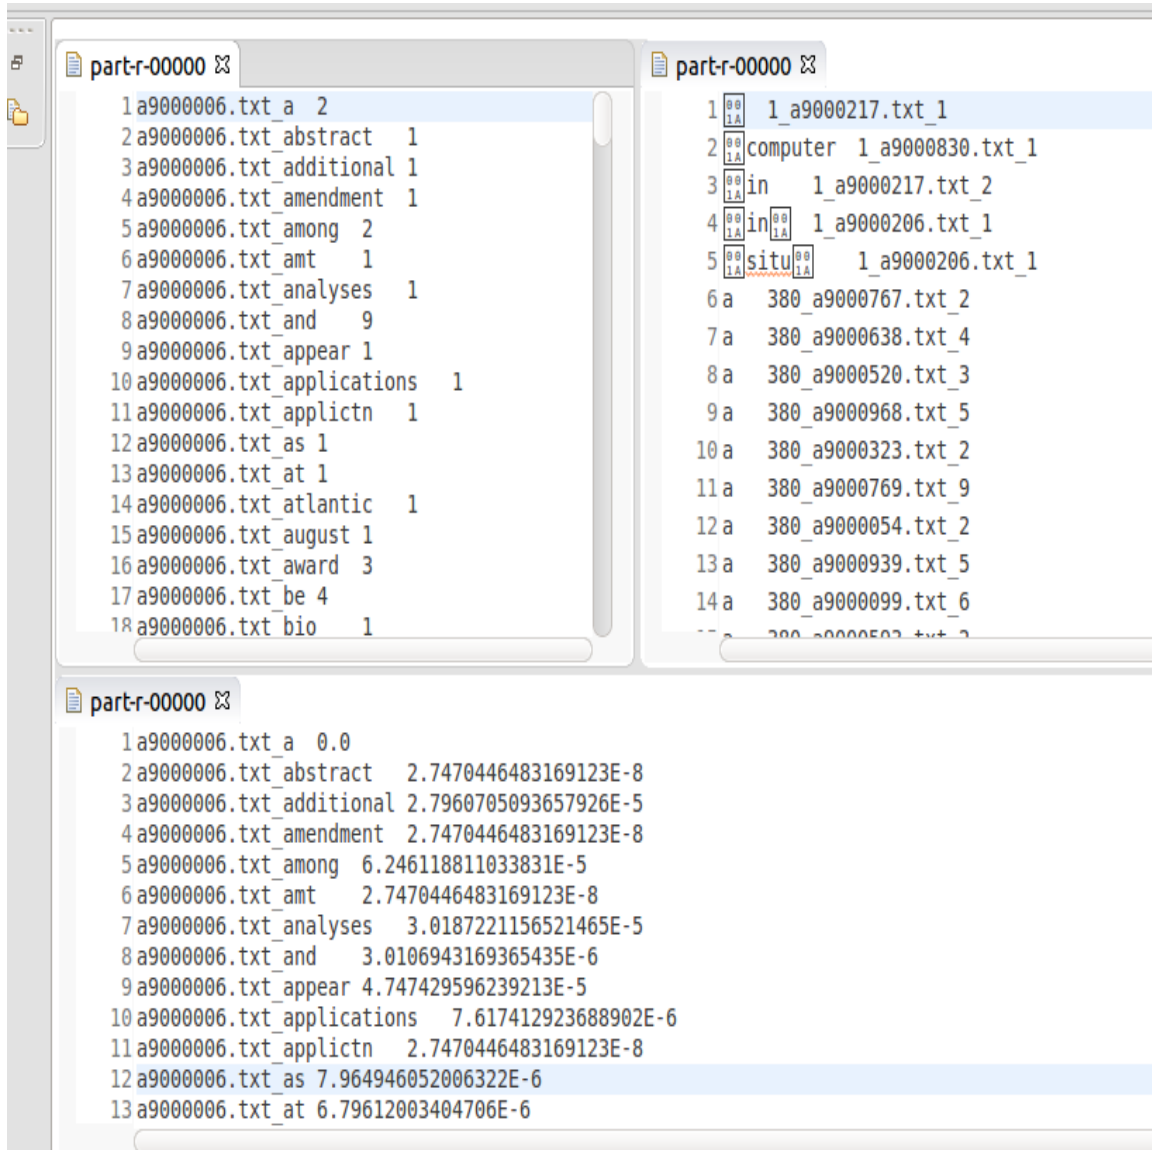 part-r-00000
1 a9000006.txt_a 2
2 a9000006.txt_abstract 1
3 a9000006.txt_additional 1
4 a9000006.txt_amendment 1
5 a9000006.txt_among 2
6 a9000006.txt_amt 1
7 a9000006.txt_analyses 1
8 a9000006.txt_and 9
9 a9000006.txt_appear 1
10 a9000006.txt_applications 1
11 a9000006.txt_applictn 1
12 a9000006.txt_as 1
13 a9000006.txt_at 1
14 a9000006.txt_atlantic 1
15 a9000006.txt_august 1
16 a9000006.txt_award 3
17 a9000006.txt_be 4
18 a9000006.txt_bio 1
part-r-00000
1 001A 1_a9000217.txt_1
2 001Acomputer 1_a9000830.txt_1
3 001Ain 1_a9000217.txt_2
4 001Ain001A 1_a9000206.txt_1
5 001Asitu001A 1_a9000206.txt_1
6 a 380_a9000767.txt_2
7 a 380_a9000638.txt_4
8 a 380_a9000520.txt_3
9 a 380_a9000968.txt_5
10 a 380_a9000323.txt_2
11 a 380_a9000769.txt_9
12 a 380_a9000054.txt_2
13 a 380_a9000939.txt_5
14 a 380_a9000099.txt_6
part-r-00000
1 a9000006.txt_a 0.0
2 a9000006.txt_abstract 2.7470446483169123E-8
3 a9000006.txt_additional 2.7960705093657926E-5
4 a9000006.txt_amendment 2.7470446483169123E-8
5 a9000006.txt_among 6.246118811033831E-5
6 a9000006.txt_amt 2.7470446483169123E-8
7 a9000006.txt_analyses 3.0187221156521465E-5
8 a9000006.txt_and 3.0106943169365435E-6
9 a9000006.txt_appear 4.747429596239213E-5
10 a9000006.txt_applications 7.617412923688902E-6
11 a9000006.txt_applictn 2.7470446483169123E-8
12 a9000006.txt_as 7.964946052006322E-6
13 a9000006.txt_at 6.79612003404706E-6